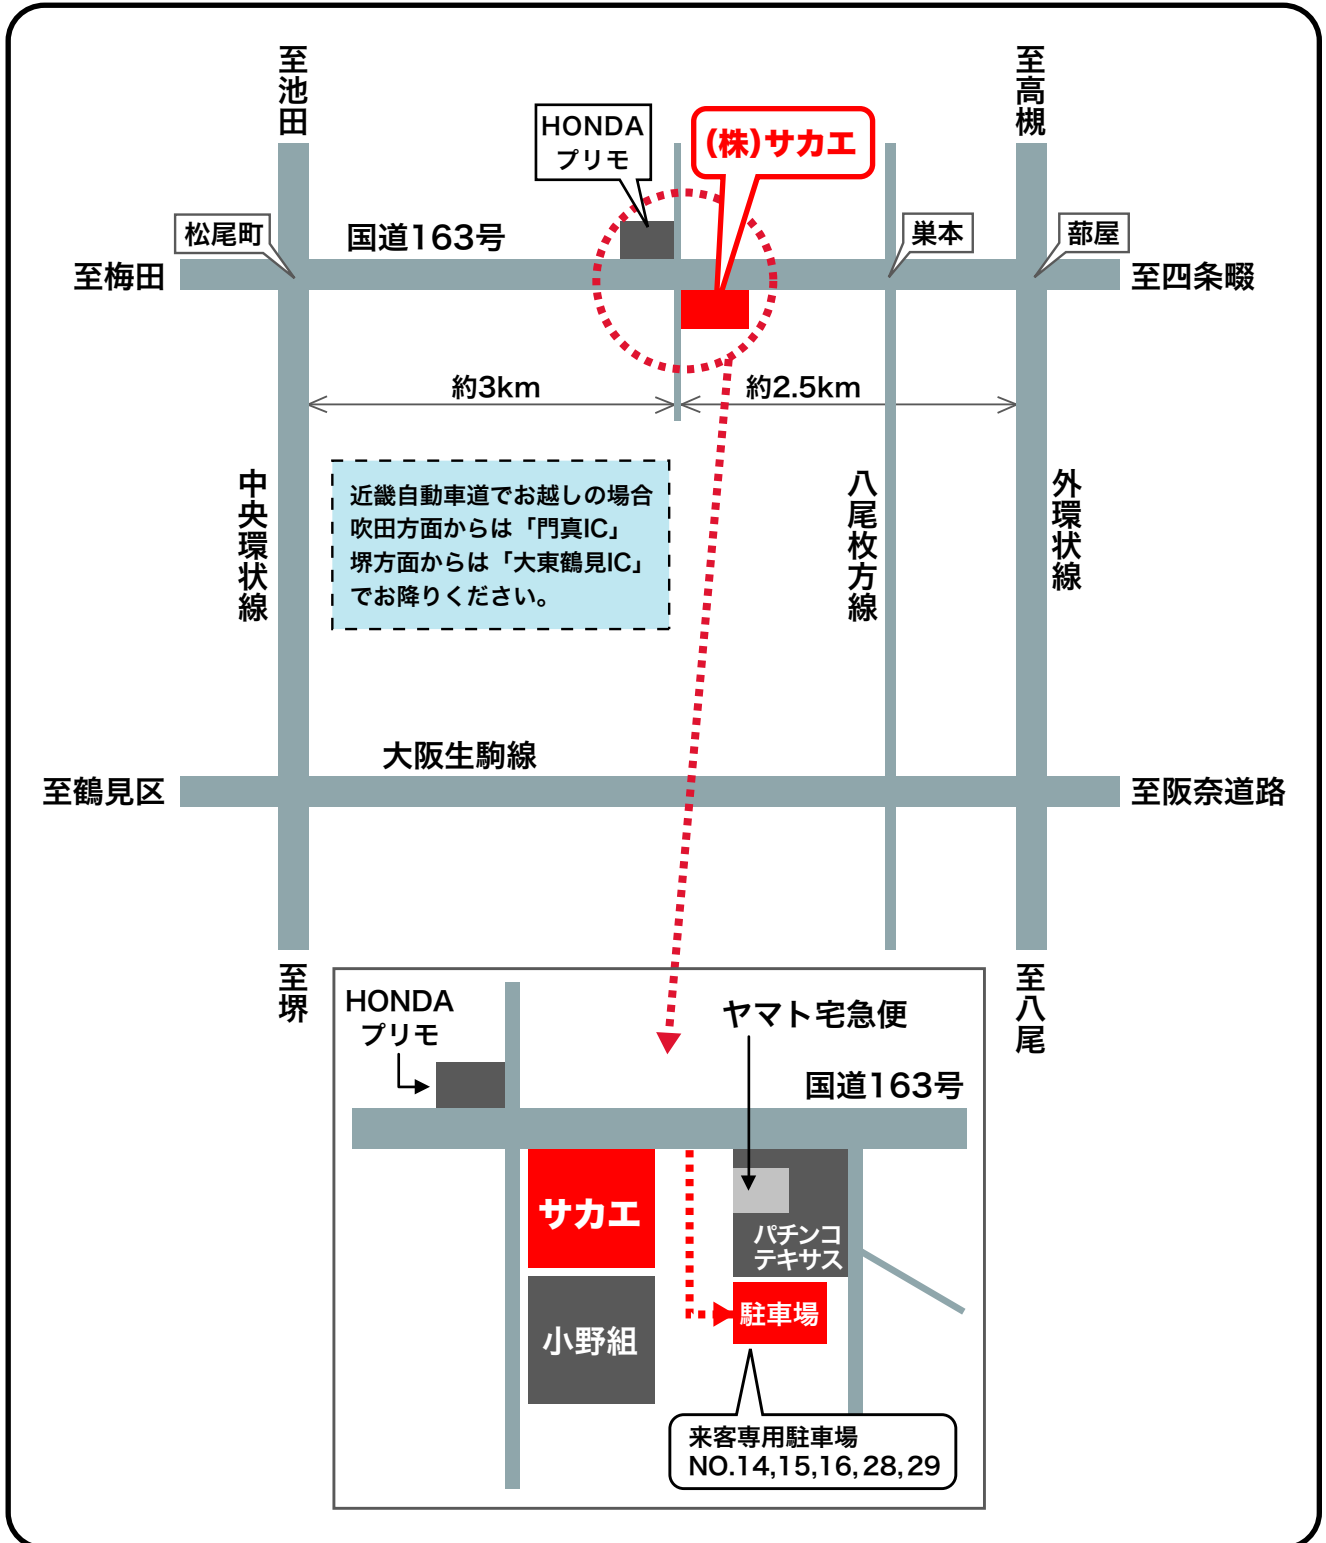 至池田
至高槻
HONDA
プリモ
(株)サカエ
松尾町
国道163号
巣本
蔀屋
至梅田
至四条畷
約3km
約2.5km
中央環状線
近畿自動車道でお越しの場合
吹田方面からは「門真IC」
堺方面からは「大東鶴見IC」
でお降りください。
八尾枚方線
外環状線
大阪生駒線
至鶴見区
至阪奈道路
至堺
至八尾
HONDA
プリモ
ヤマト宅急便
国道163号
サカエ
パチンコ
テキサス
駐車場
小野組
来客専用駐車場
NO.14,15,16,28,29